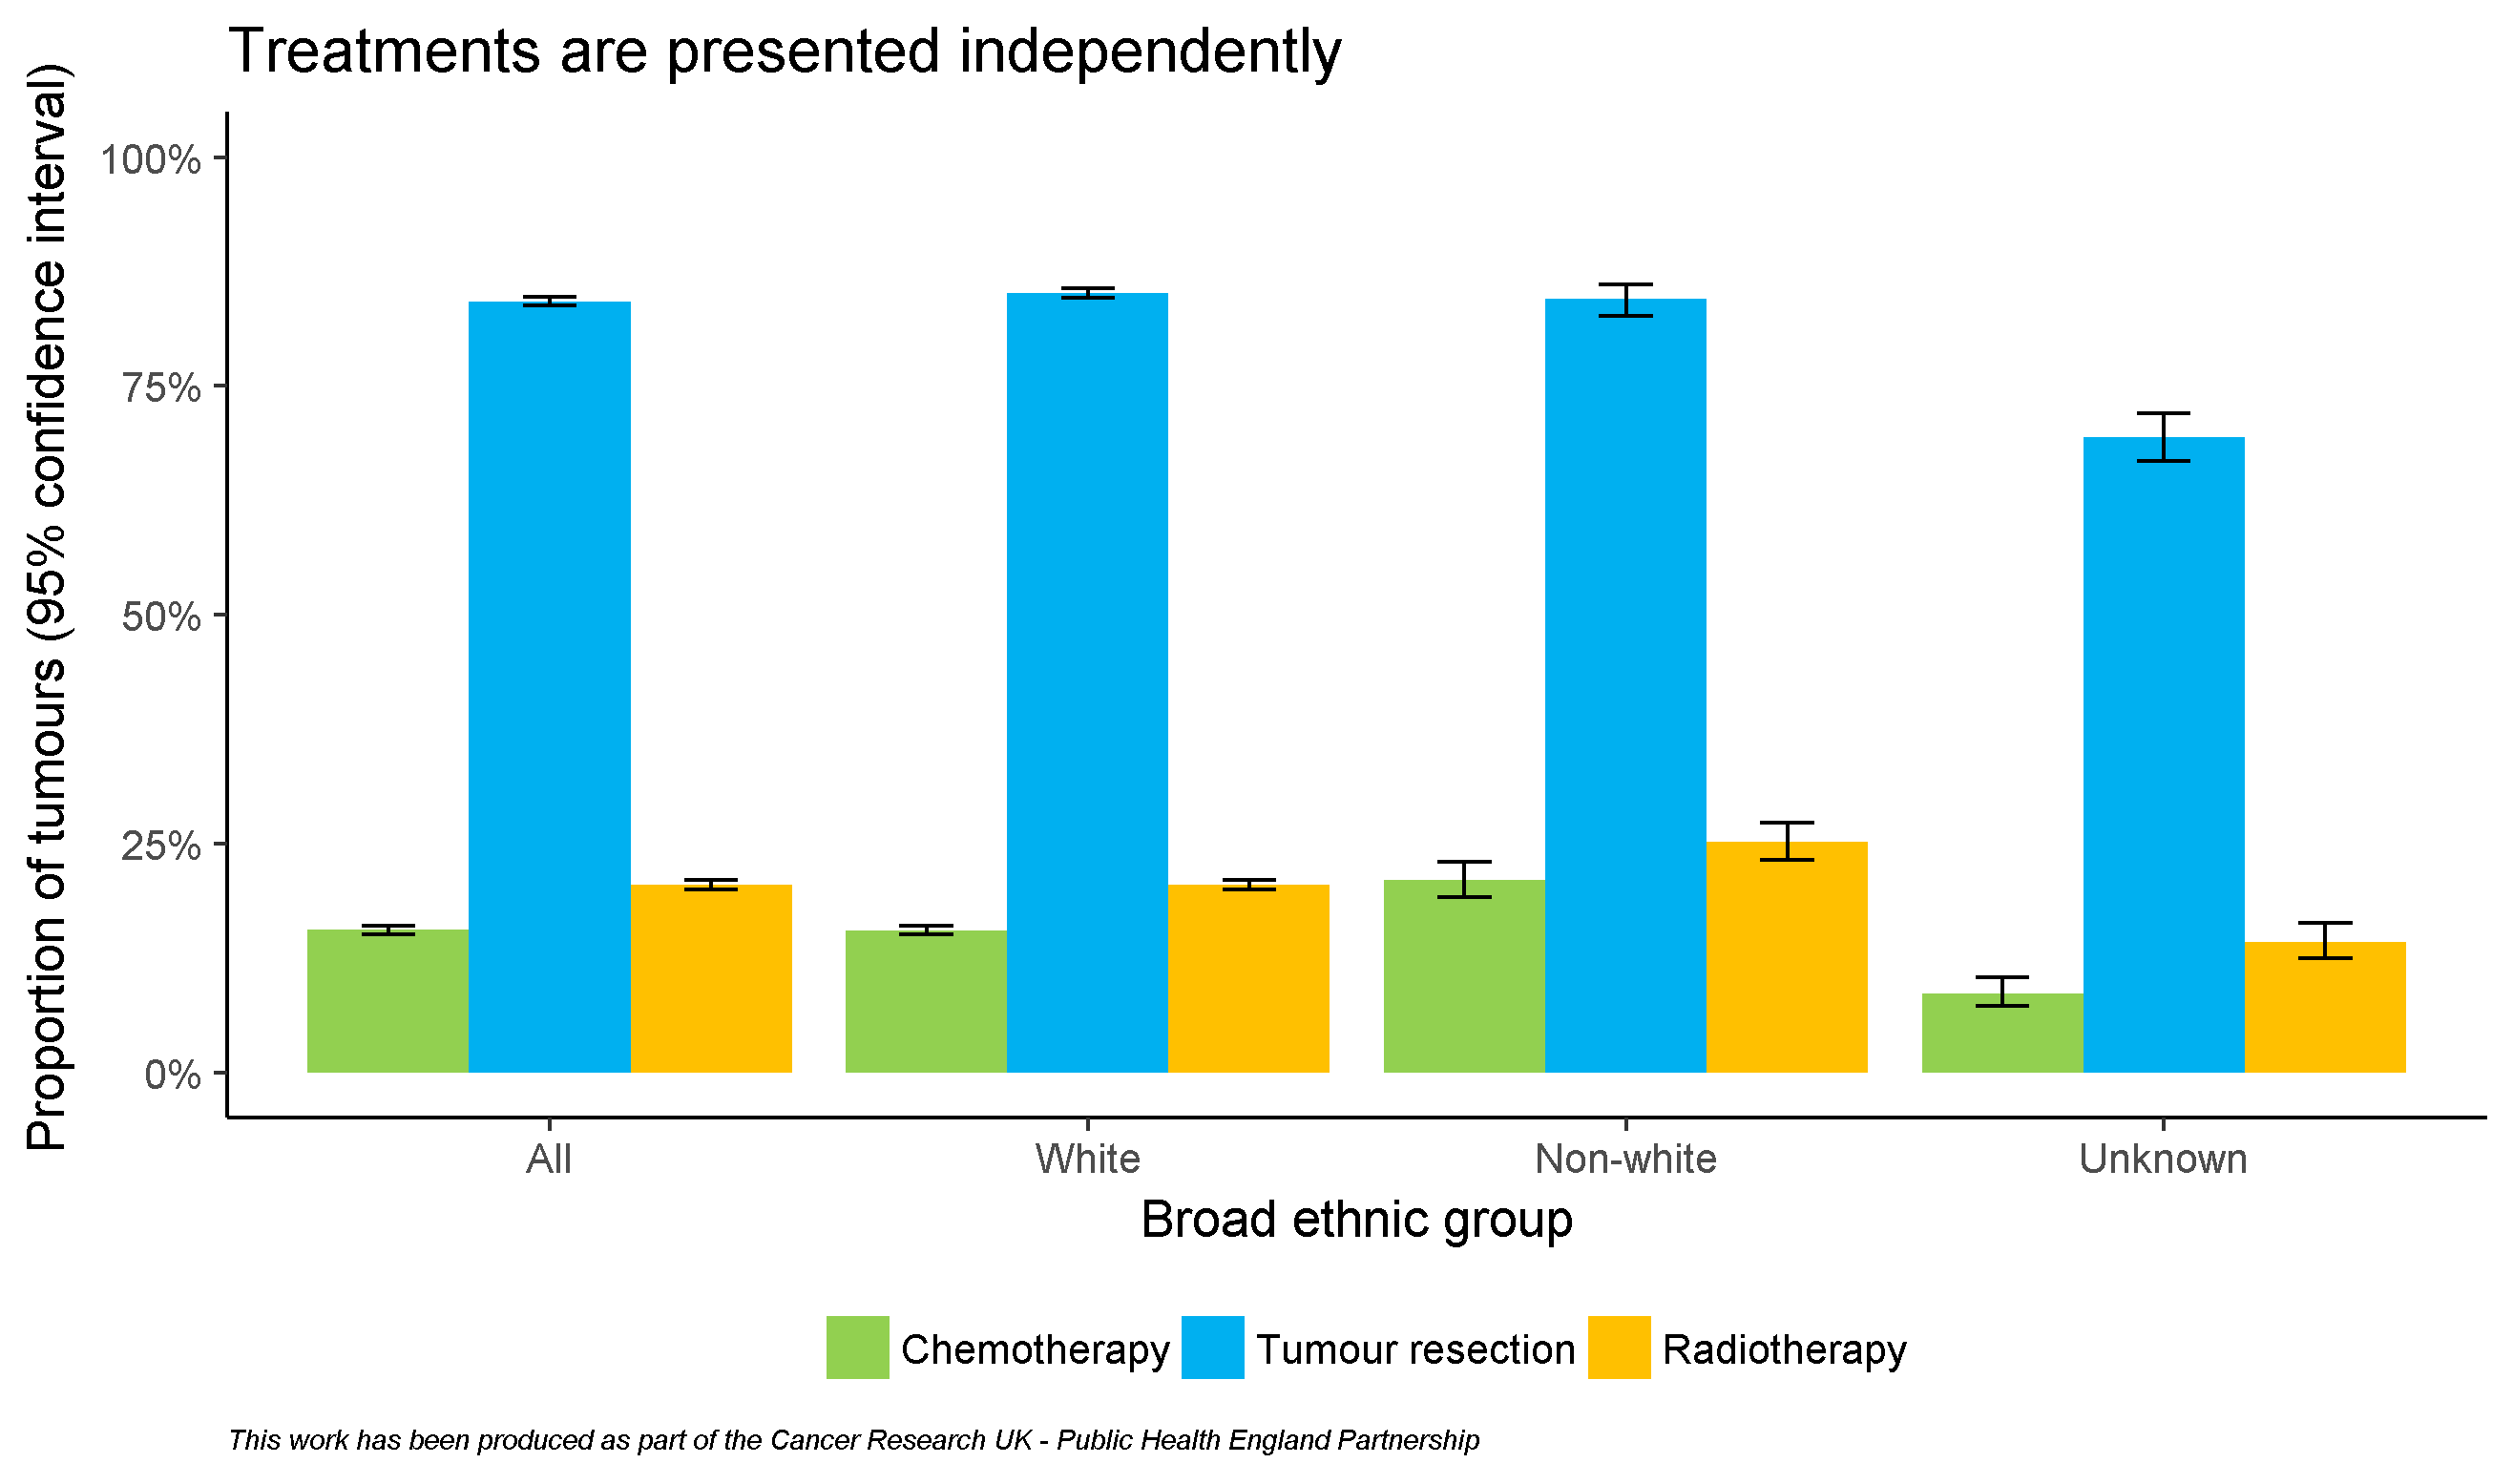 Treatments are presented independently
Proportion of tumours (95% confidence interval)
100%
75%
50%
25%
0%
All
White
Non-white
Unknown
Broad ethnic group
Chemotherapy
Tumour resection
Radiotherapy
This work has been produced as part of the Cancer Research UK - Public Health England Partnership